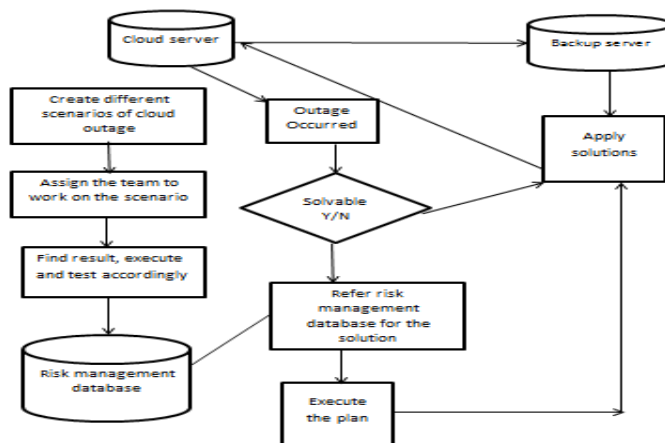 Cloud server
Backup server
Create different
scenarios of cloud
outage
Outage
Occurred
Apply
solutions
Assign the team to
work on the scenario
Solvable
Y/N
Find result, execute
and test accordingly
Refer risk
management
database for the
solution
Risk management
database
Execute
the plan